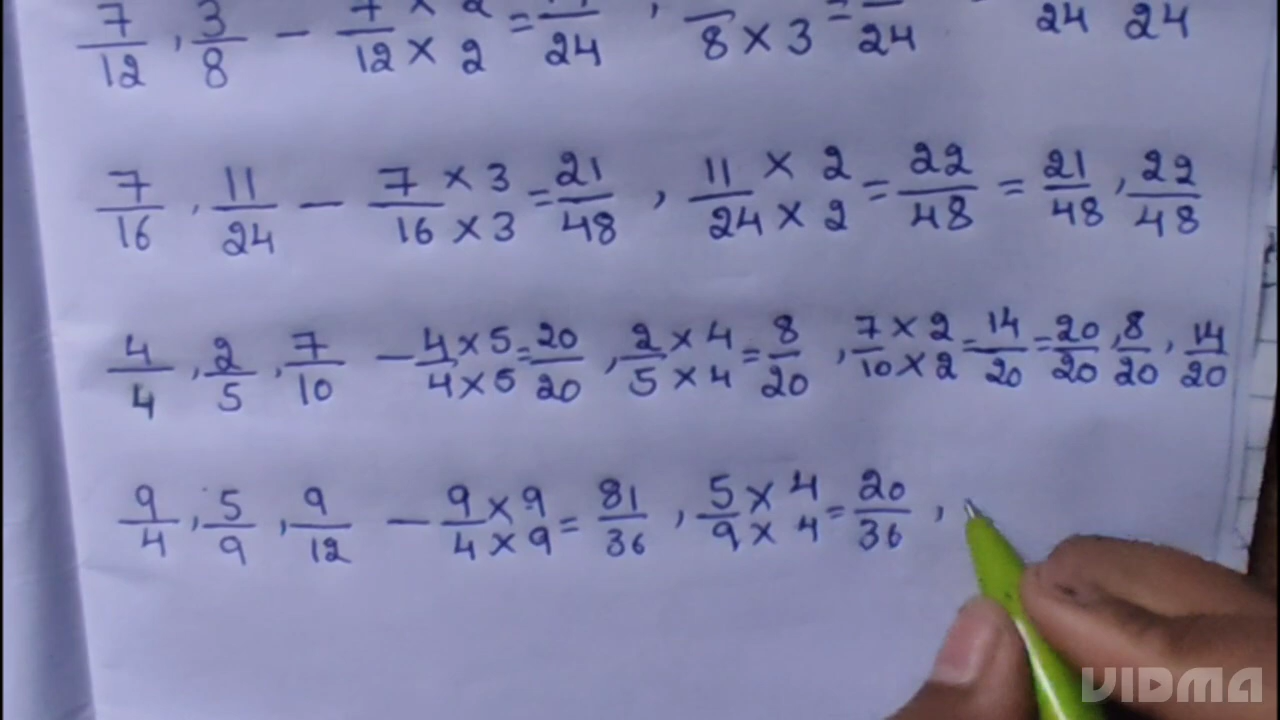 7/12, 3/8 - 7/12 × 2/2 = /24, /8 × 3 = /24 /24 /24
7/16, 11/24 - 7/16 × 3/3 = 21/48, 11/24 × 2/2 = 22/48 = 21/48, 22/48
4/4, 2/5, 7/10 - 4/4 × 5/5 = 20/20, 2/5 × 4/4 = 8/20, 7/10 × 2/2 = 14/20 = 20/20, 8/20, 14/20
9/4, 5/9, 9/12 - 9/4 × 9/9 = 81/36, 5/9 × 4/4 = 20/36,
VIDMA